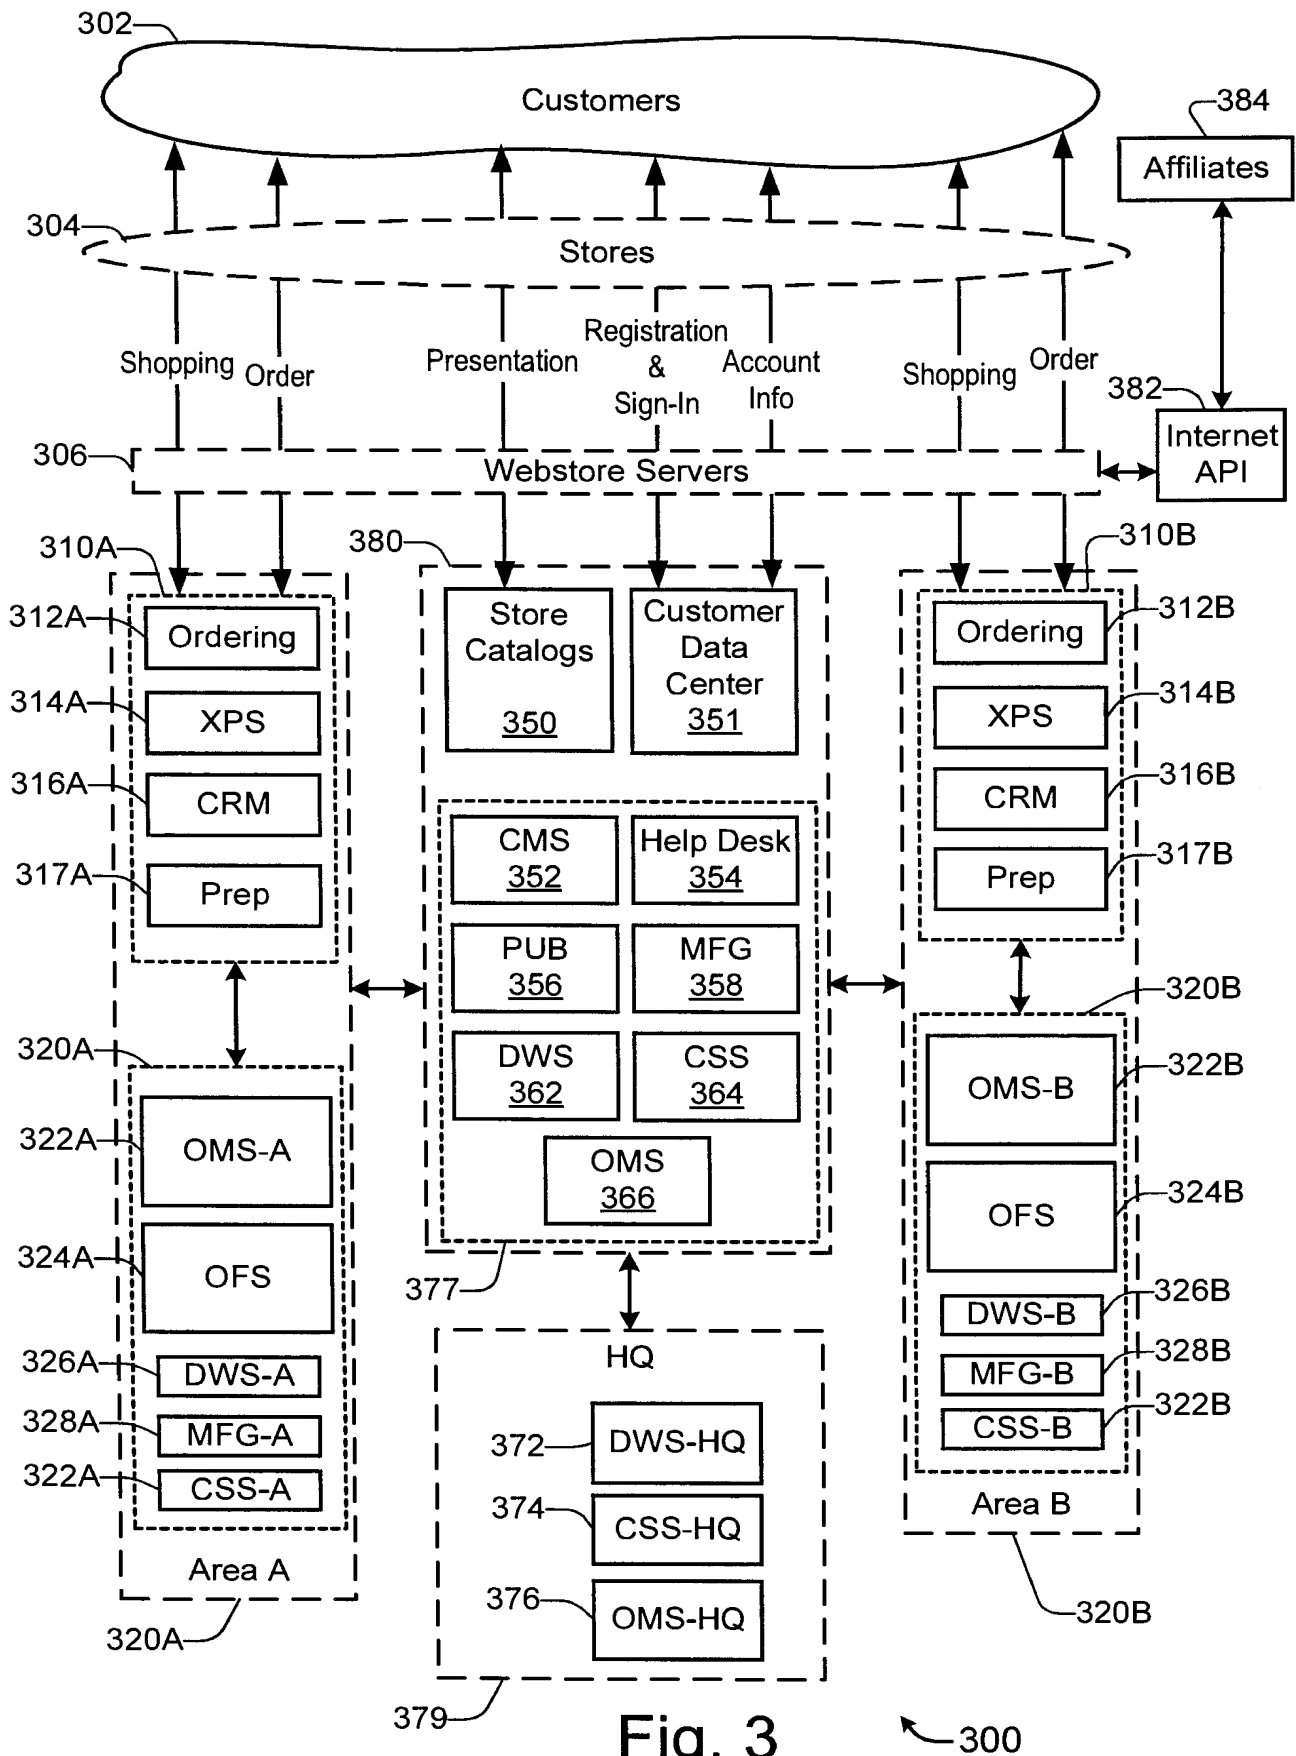 302
Customers
384
Affiliates
304
Stores
Shopping
Order
Presentation
Registration
&
Sign-In
Account
Info
Shopping
Order
382
Internet
API
306
Webstore Servers
310A
380
310B
312A
Ordering
314A
XPS
316A
CRM
317A
Prep
Store
Catalogs
350
Customer
Data
Center
351
Ordering
312B
XPS
314B
CRM
316B
Prep
317B
CMS
352
Help Desk
354
PUB
356
MFG
358
DWS
362
CSS
364
OMS
366
377
320A
322A
OMS-A
324A
OFS
326A
DWS-A
328A
MFG-A
322A
CSS-A
Area A
320A
320B
OMS-B
322B
OFS
324B
DWS-B
326B
MFG-B
328B
CSS-B
322B
Area B
320B
HQ
372
DWS-HQ
374
CSS-HQ
376
OMS-HQ
379
Fig. 3
300